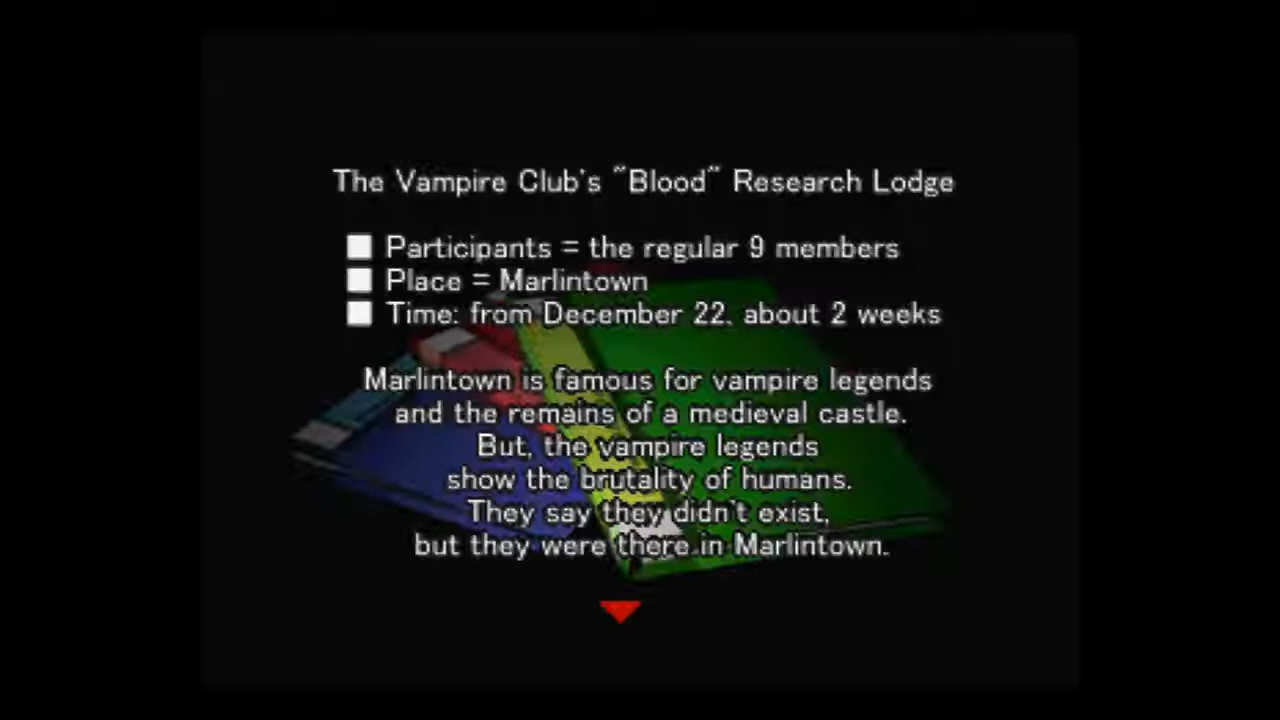 The Vampire Club's "Blood" Research Lodge
■ Participants = the regular 9 members
■ Place = Marlintown
■ Time: from December 22, about 2 weeks
Marlintown is famous for vampire legends
and the remains of a medieval castle.
But, the vampire legends
show the brutality of humans.
They say they didn't exist,
but they were there in Marlintown.